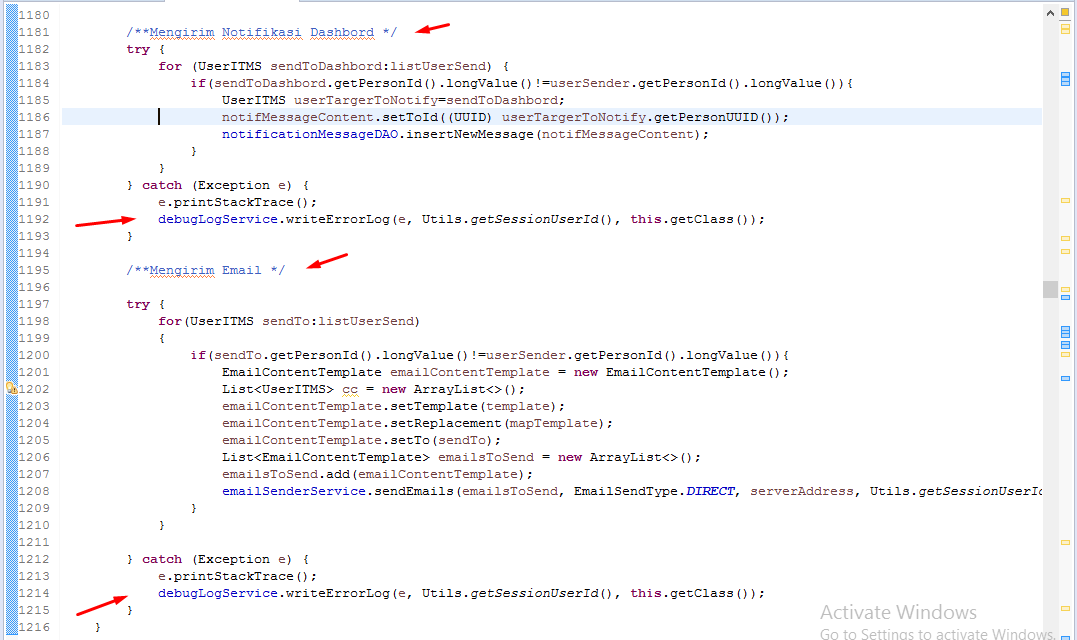 1180
1181 /**Mengirim Notifikasi Dashbord */
1182 try {
1183 for (UserITMS sendToDashbord:listUserSend) {
1184 if(sendToDashbord.getPersonId().longValue()!=userSender.getPersonId().longValue()){
1185 UserITMS userTargerToNotify=sendToDashbord;
1186 notifMessageContent.setToId((UUID) userTargerToNotify.getPersonUUID());
1187 notificationMessageDAO.insertNewMessage(notifMessageContent);
1188 }
1189 }
1190 } catch (Exception e) {
1191 e.printStackTrace();
1192 debugLogService.writeErrorLog(e, Utils.getSessionUserId(), this.getClass());
1193 }
1194
1195 /**Mengirim Email */
1196
1197 try {
1198 for(UserITMS sendTo:listUserSend)
1199 {
1200 if(sendTo.getPersonId().longValue()!=userSender.getPersonId().longValue()){
1201 EmailContentTemplate emailContentTemplate = new EmailContentTemplate();
1202 List<UserITMS> cc = new ArrayList<>();
1203 emailContentTemplate.setTemplate(template);
1204 emailContentTemplate.setReplacement(mapTemplate);
1205 emailContentTemplate.setTo(sendTo);
1206 List<EmailContentTemplate> emailsToSend = new ArrayList<>();
1207 emailsToSend.add(emailContentTemplate);
1208 emailSenderService.sendEmails(emailsToSend, EmailSendType.DIRECT, serverAddress, Utils.getSessionUserId
1209 }
1210 }
1211
1212 } catch (Exception e) {
1213 e.printStackTrace();
1214 debugLogService.writeErrorLog(e, Utils.getSessionUserId(), this.getClass());
1215 }
1216 }
Activate Windows
Go to Settings to activate Windows.